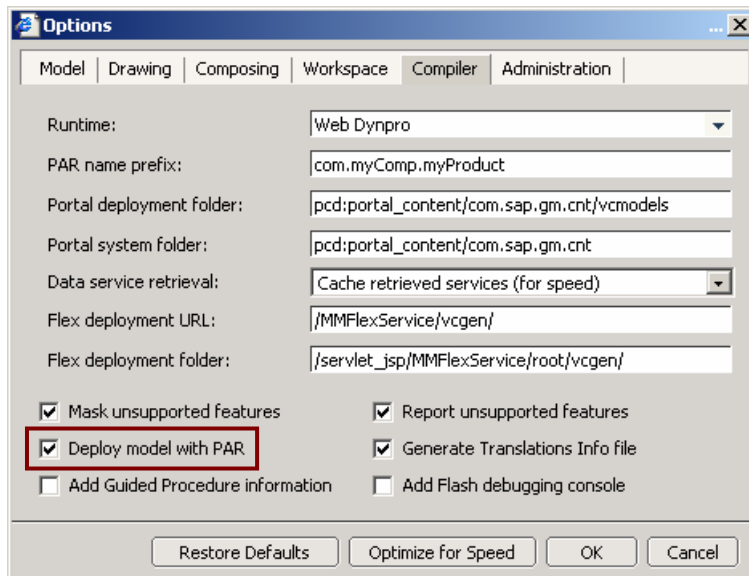 Options ...
Model Drawing Composing Workspace Compiler Administration
Runtime: Web Dynpro
PAR name prefix: com.myComp.myProduct
Portal deployment folder: pcd:portal_content/com.sap.gm.cnt/vcmodels
Portal system folder: pcd:portal_content/com.sap.gm.cnt
Data service retrieval: Cache retrieved services (for speed)
Flex deployment URL: /MMFlexService/vcgen/
Flex deployment folder: /servlet_jsp/MMFlexService/root/vcgen/
Mask unsupported features Report unsupported features
Deploy model with PAR Generate Translations Info file
Add Guided Procedure information Add Flash debugging console
Restore Defaults Optimize for Speed OK Cancel